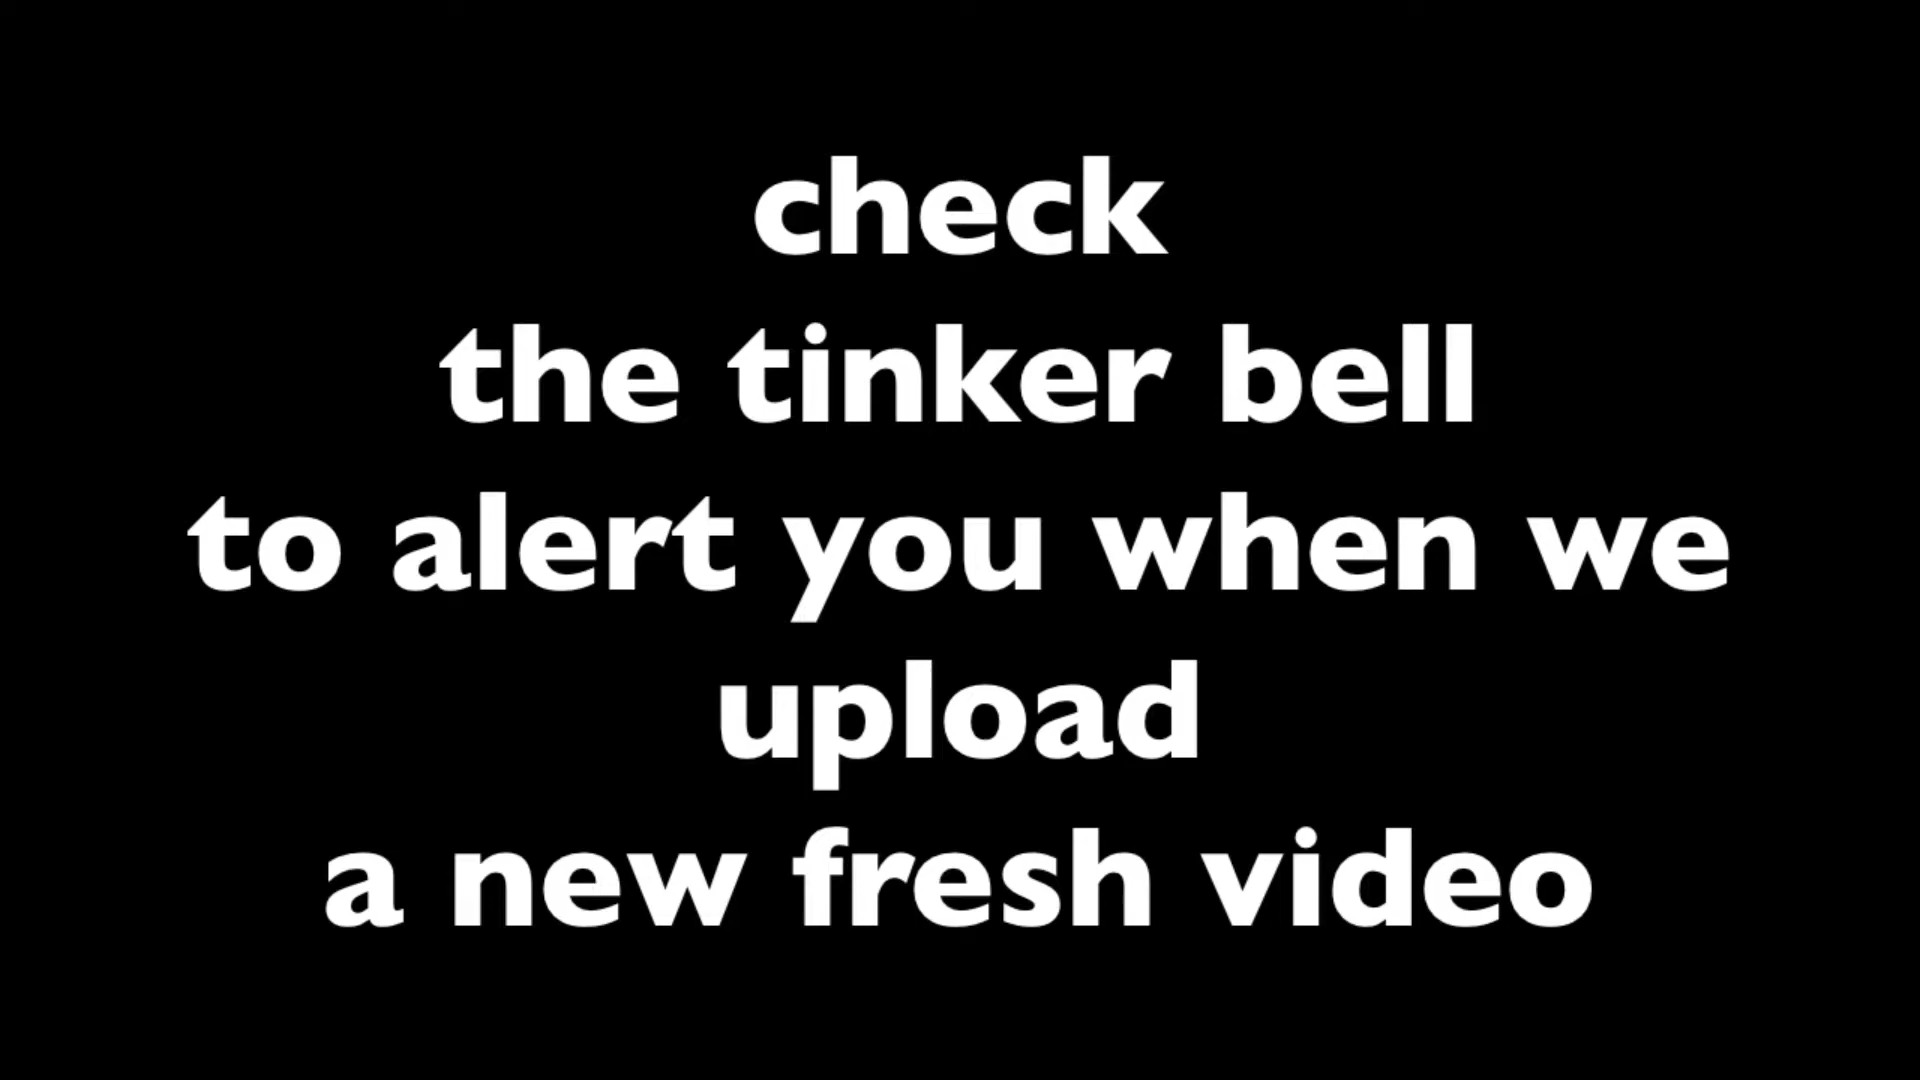 check
the tinker bell
to alert you when we
upload
a new fresh video